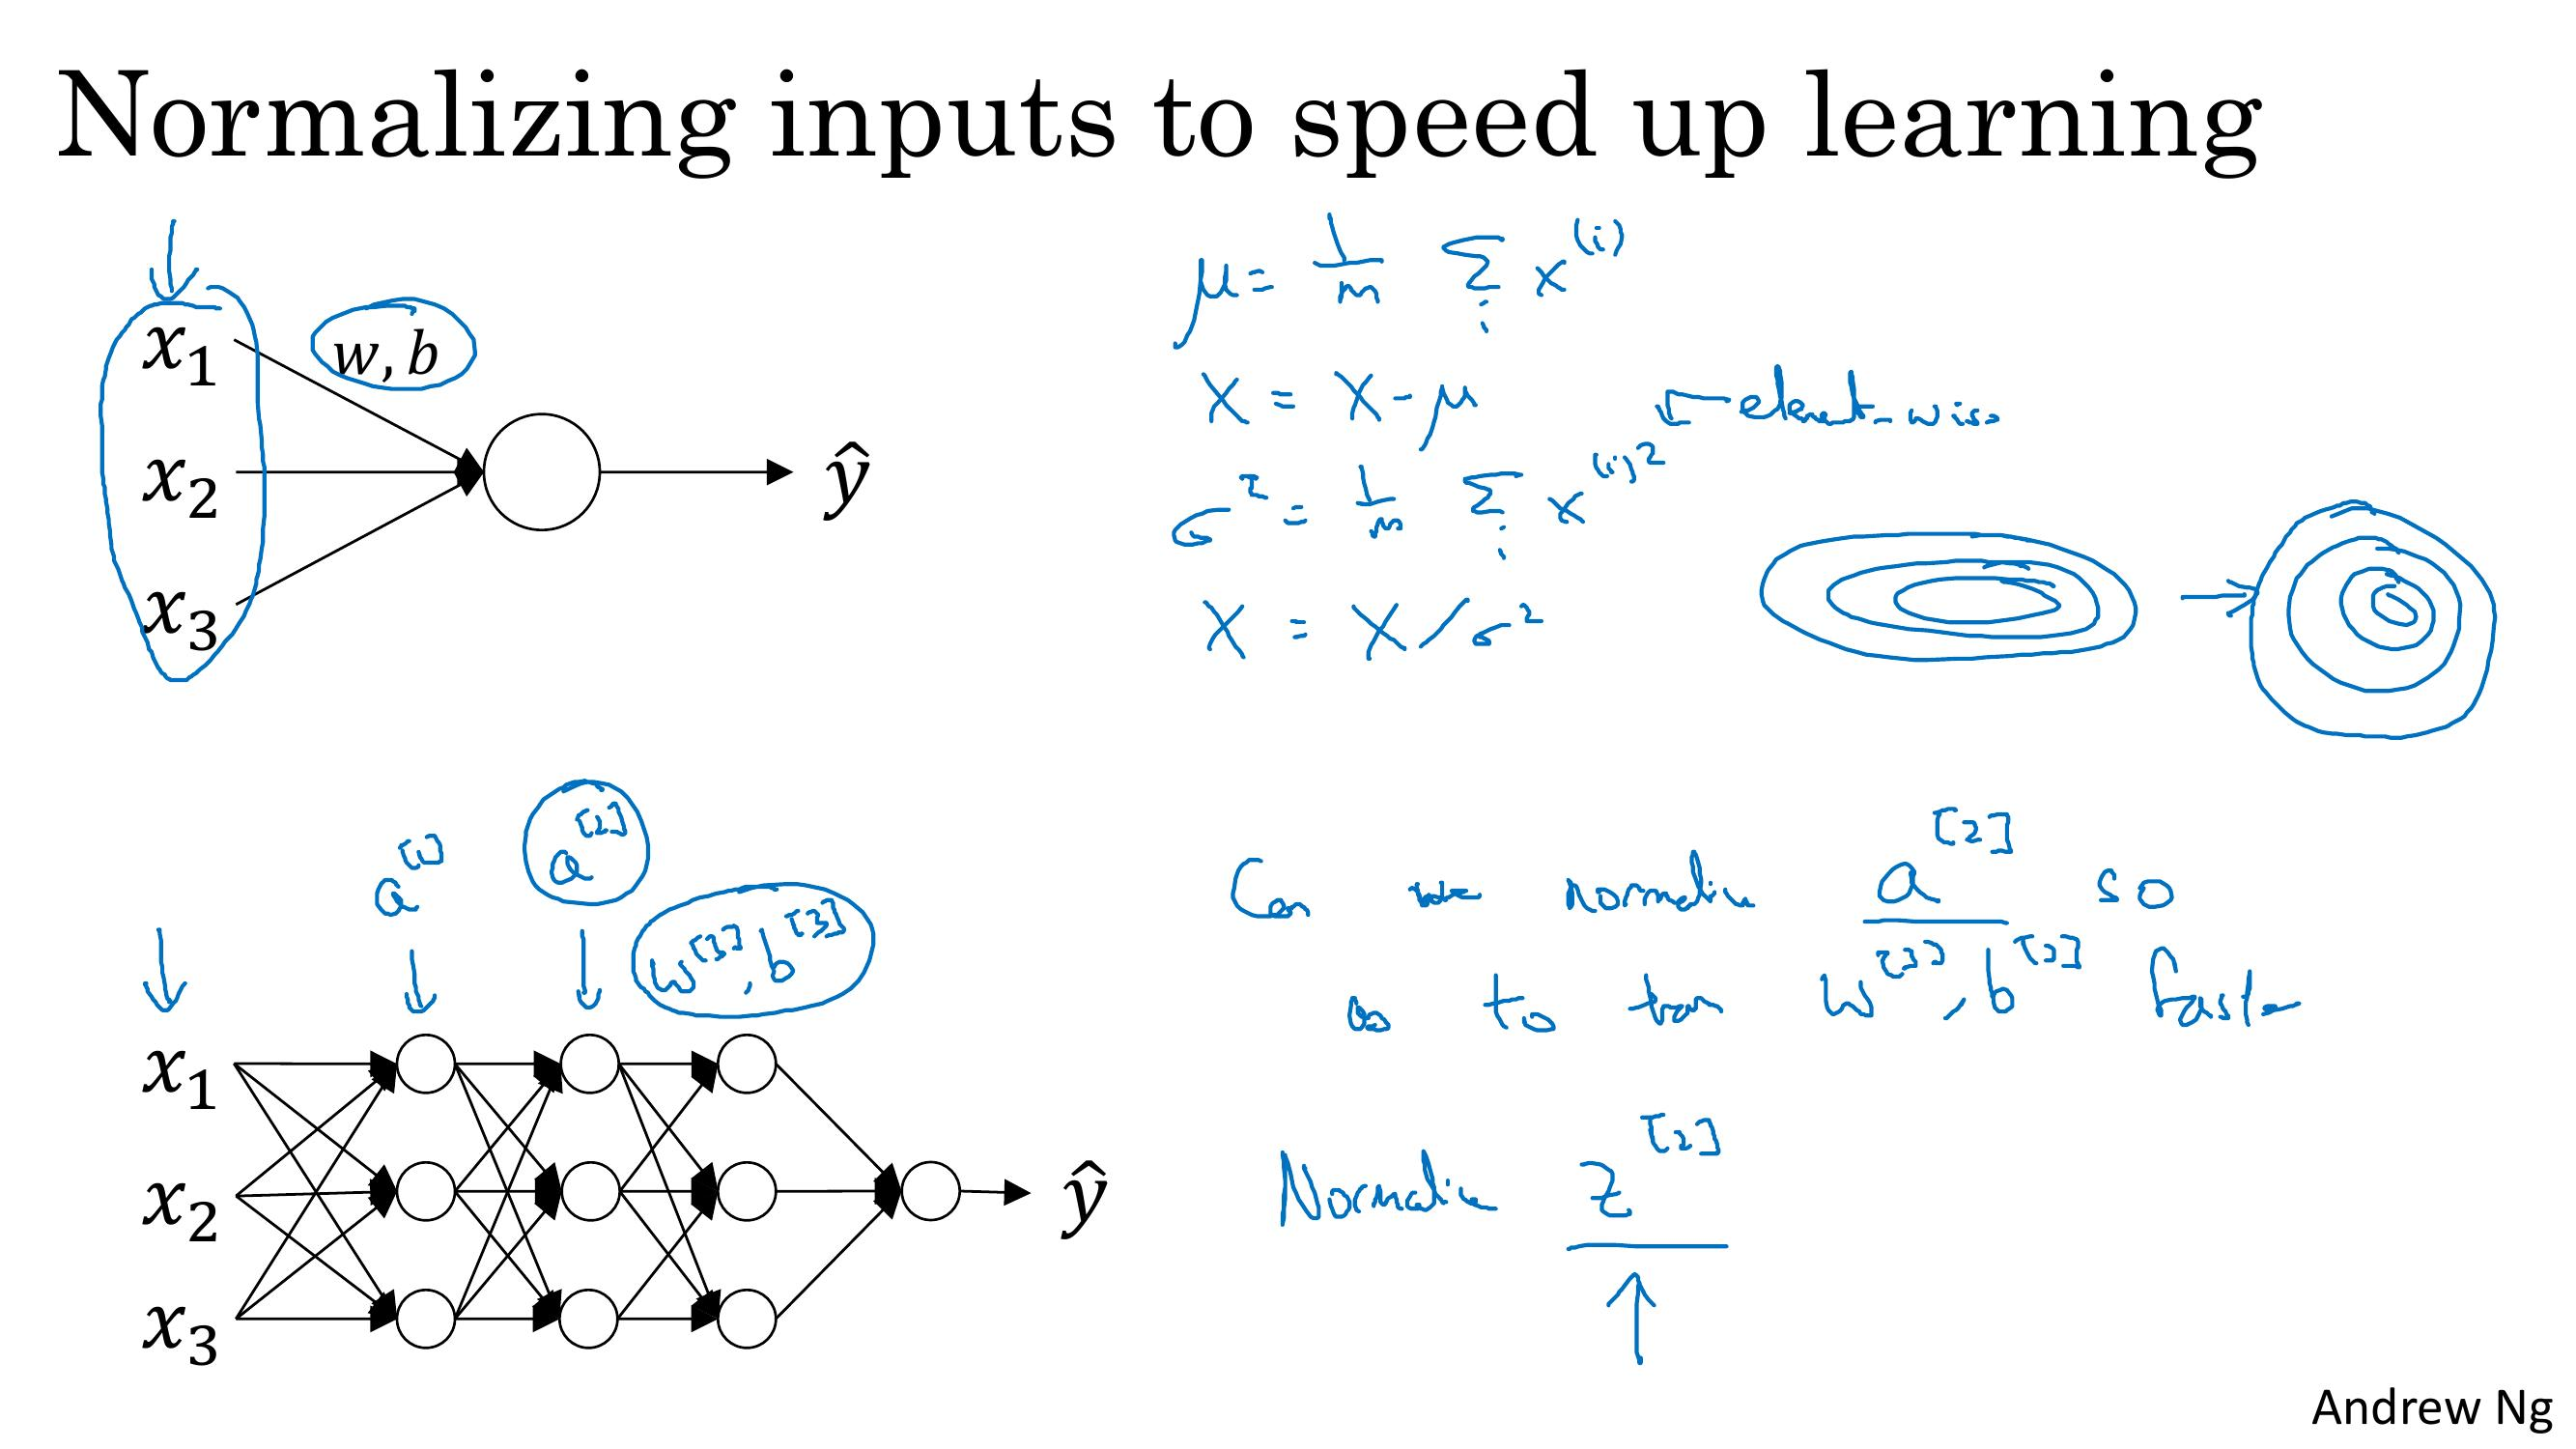 Normalizing inputs to speed up learning
x₁
w, b
x₂
x₃
ŷ
μ = 1/m Σᵢ x⁽ⁱ⁾
X = X - μ
← element-wise
σ² = 1/m Σᵢ x⁽ⁱ⁾²
X = X / σ²
→
a^[1]
a^[2]
w^[3], b^[3]
x₁
x₂
x₃
ŷ
Can we normalize a^[2] so
as to train w^[3], b^[3] faster
Normalize z^[2]
Andrew Ng